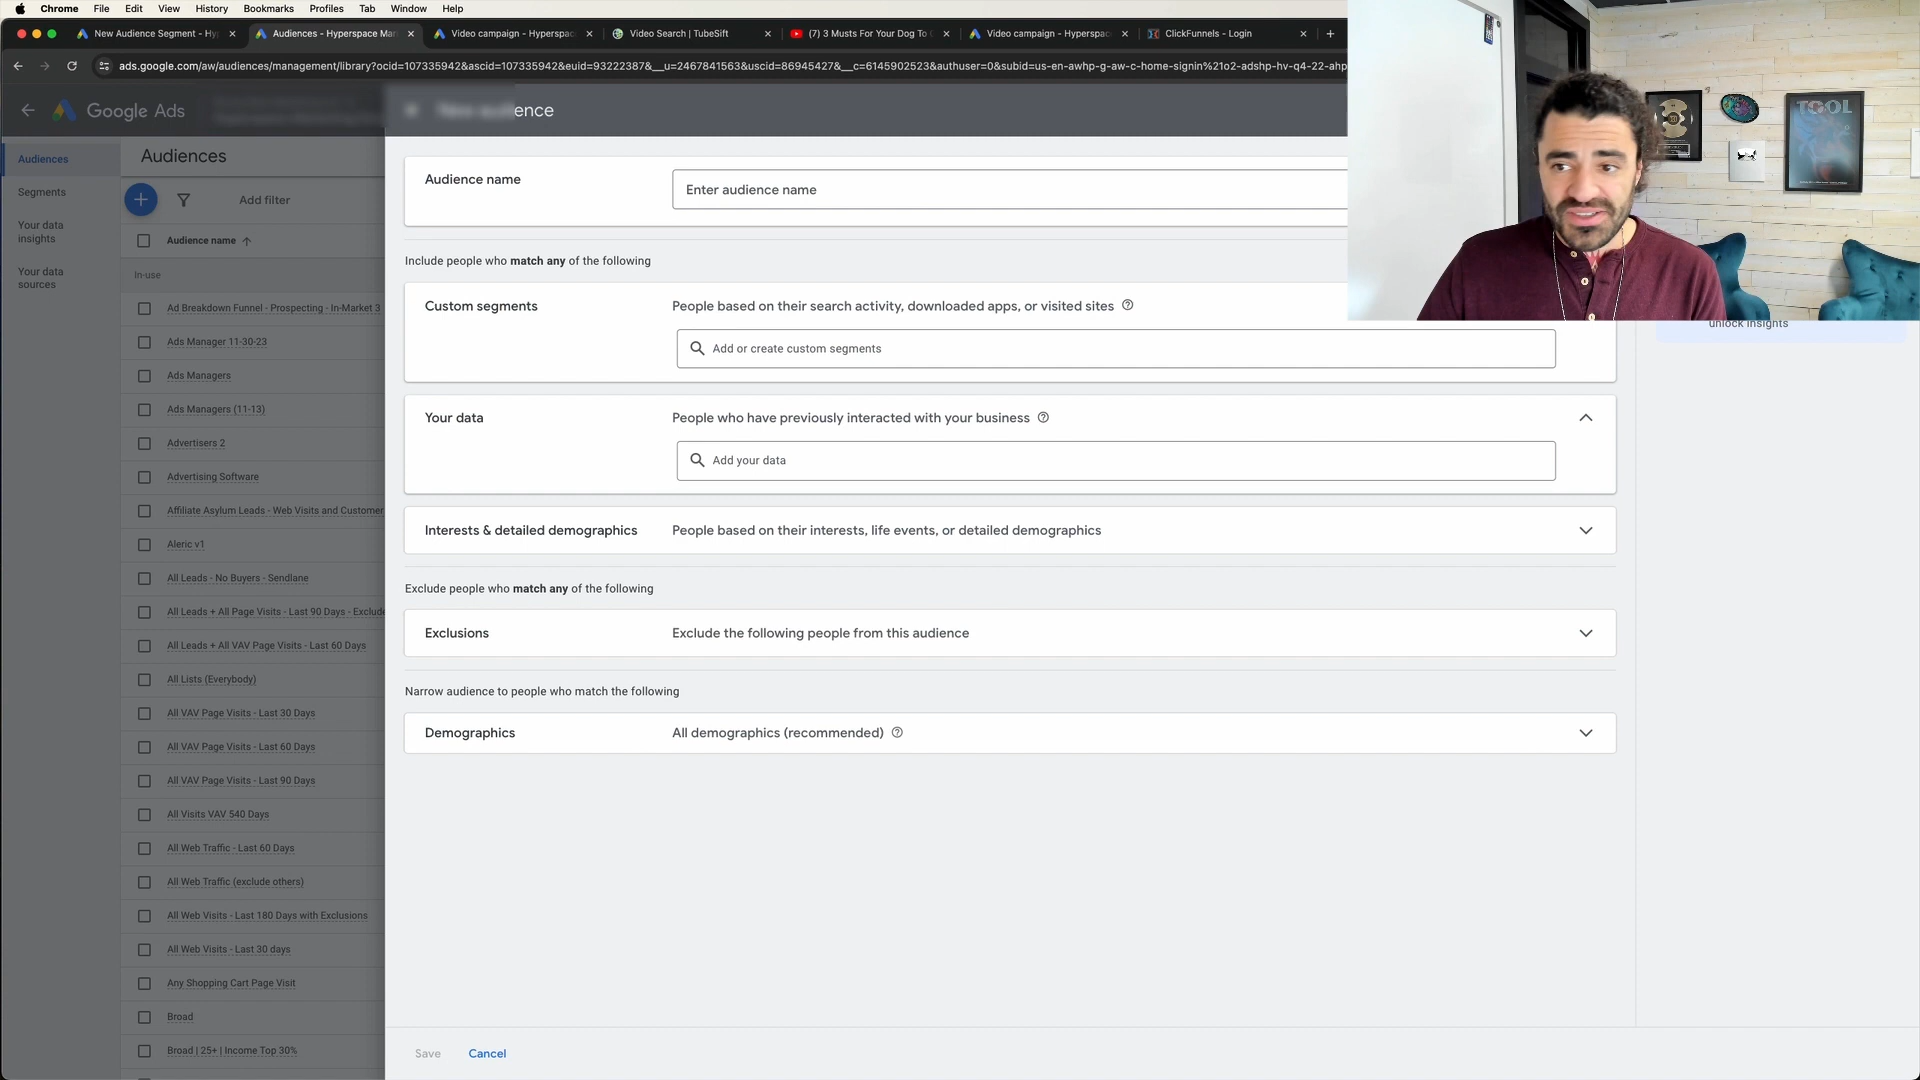 Chrome File Edit View History Bookmarks Profiles Tab Window Help
New Audience Segment - Hy
Audiences - Hyperspace Mar
Video campaign - Hyperspac
Video Search | TubeSift
(7) 3 Musts For Your Dog To
Video campaign - Hyperspac
ClickFunnels - Login
ads.google.com/aw/audiences/management/library?ocid=107335942&ascid=107335942&euid=93222387&__u=2467841563&uscid=86945427&__c=6145902523&authuser=0&subid=us-en-awhp-g-aw-c-home-signin%21o2-adshp-hv-q4-22-ahp
Google Ads
New audience
Audiences
Segments
Your data
insights
Your data
sources
Audiences
Add filter
Audience name
In-use
Ad Breakdown Funnel - Prospecting - In-Market 3
Ads Manager 11-30-23
Ads Managers
Ads Managers (11-13)
Advertisers 2
Advertising Software
Affiliate Asylum Leads - Web Visits and Customer
Aleric v1
All Leads - No Buyers - Sendlane
All Leads + All Page Visits - Last 90 Days - Exclude
All Leads + All VAV Page Visits - Last 60 Days
All Lists (Everybody)
All VAV Page Visits - Last 30 Days
All VAV Page Visits - Last 60 Days
All VAV Page Visits - Last 90 Days
All Visits VAV 540 Days
All Web Traffic - Last 60 Days
All Web Traffic (exclude others)
All Web Visits - Last 180 Days with Exclusions
All Web Visits - Last 30 days
Any Shopping Cart Page Visit
Broad
Broad | 25+ | Income Top 30%
Audience name
Enter audience name
Include people who match any of the following
Custom segments
People based on their search activity, downloaded apps, or visited sites
Add or create custom segments
Your data
People who have previously interacted with your business
Add your data
Interests & detailed demographics
People based on their interests, life events, or detailed demographics
Exclude people who match any of the following
Exclusions
Exclude the following people from this audience
Narrow audience to people who match the following
Demographics
All demographics (recommended)
Save
Cancel
unlock insights
TOOL